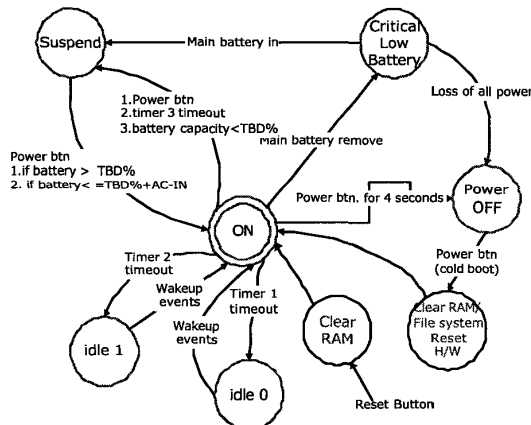 Suspend
Main battery in
Critical
Low
Battery
1.Power btn
2.timer 3 timeout
3.battery capacity<TBD%
Loss of all power
Main battery remove
Power btn
1.if battery > TBD%
2. if battery< =TBD%+AC-IN
Power btn. for 4 seconds
Power
OFF
ON
Timer 2
timeout
Wakeup
events
Timer 1
timeout
Wakeup
events
Power btn
(cold boot)
Clear RAM/
File system
Reset
H/W
Clear
RAM
idle 1
idle 0
Reset Button